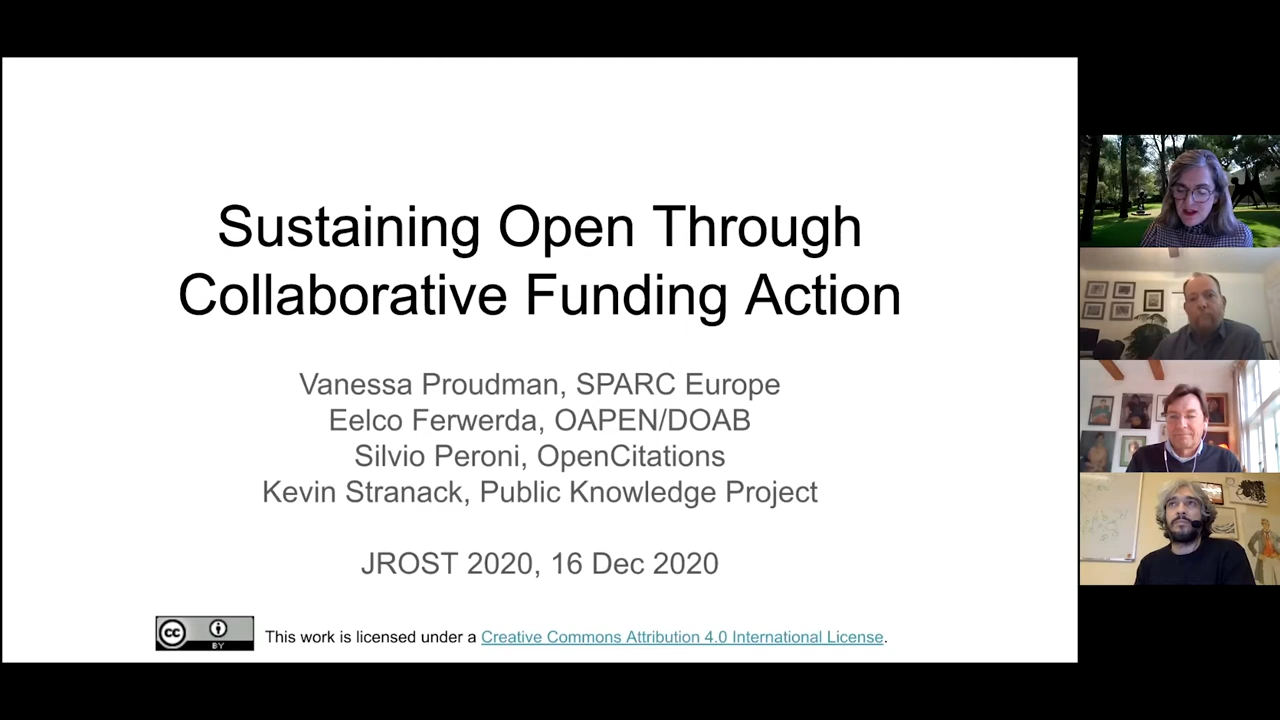 Sustaining Open Through
Collaborative Funding Action
Vanessa Proudman, SPARC Europe
Eelco Ferwerda, OAPEN/DOAB
Silvio Peroni, OpenCitations
Kevin Stranack, Public Knowledge Project
JROST 2020, 16 Dec 2020
cc BY
This work is licensed under a Creative Commons Attribution 4.0 International License.